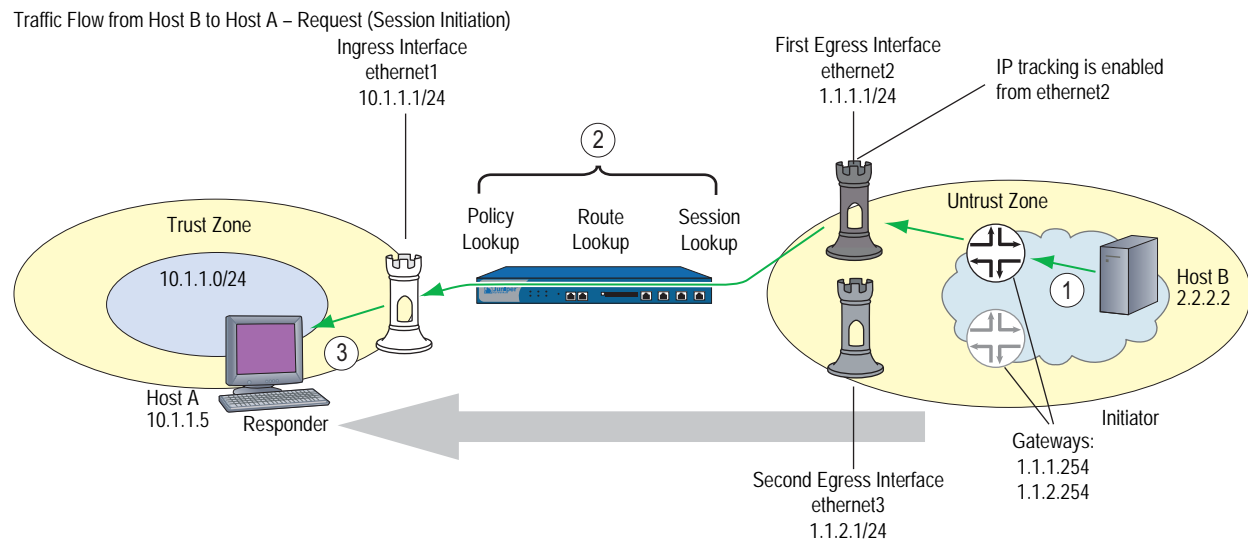 Traffic Flow from Host B to Host A – Request (Session Initiation)
Ingress Interface
ethernet1
10.1.1.1/24
First Egress Interface
ethernet2
1.1.1.1/24
IP tracking is enabled
from ethernet2
2
Policy
Lookup
Route
Lookup
Session
Lookup
Trust Zone
10.1.1.0/24
Untrust Zone
1
Host B
2.2.2.2
3
Host A
10.1.1.5
Responder
Initiator
Gateways:
1.1.1.254
1.1.2.254
Second Egress Interface
ethernet3
1.1.2.1/24